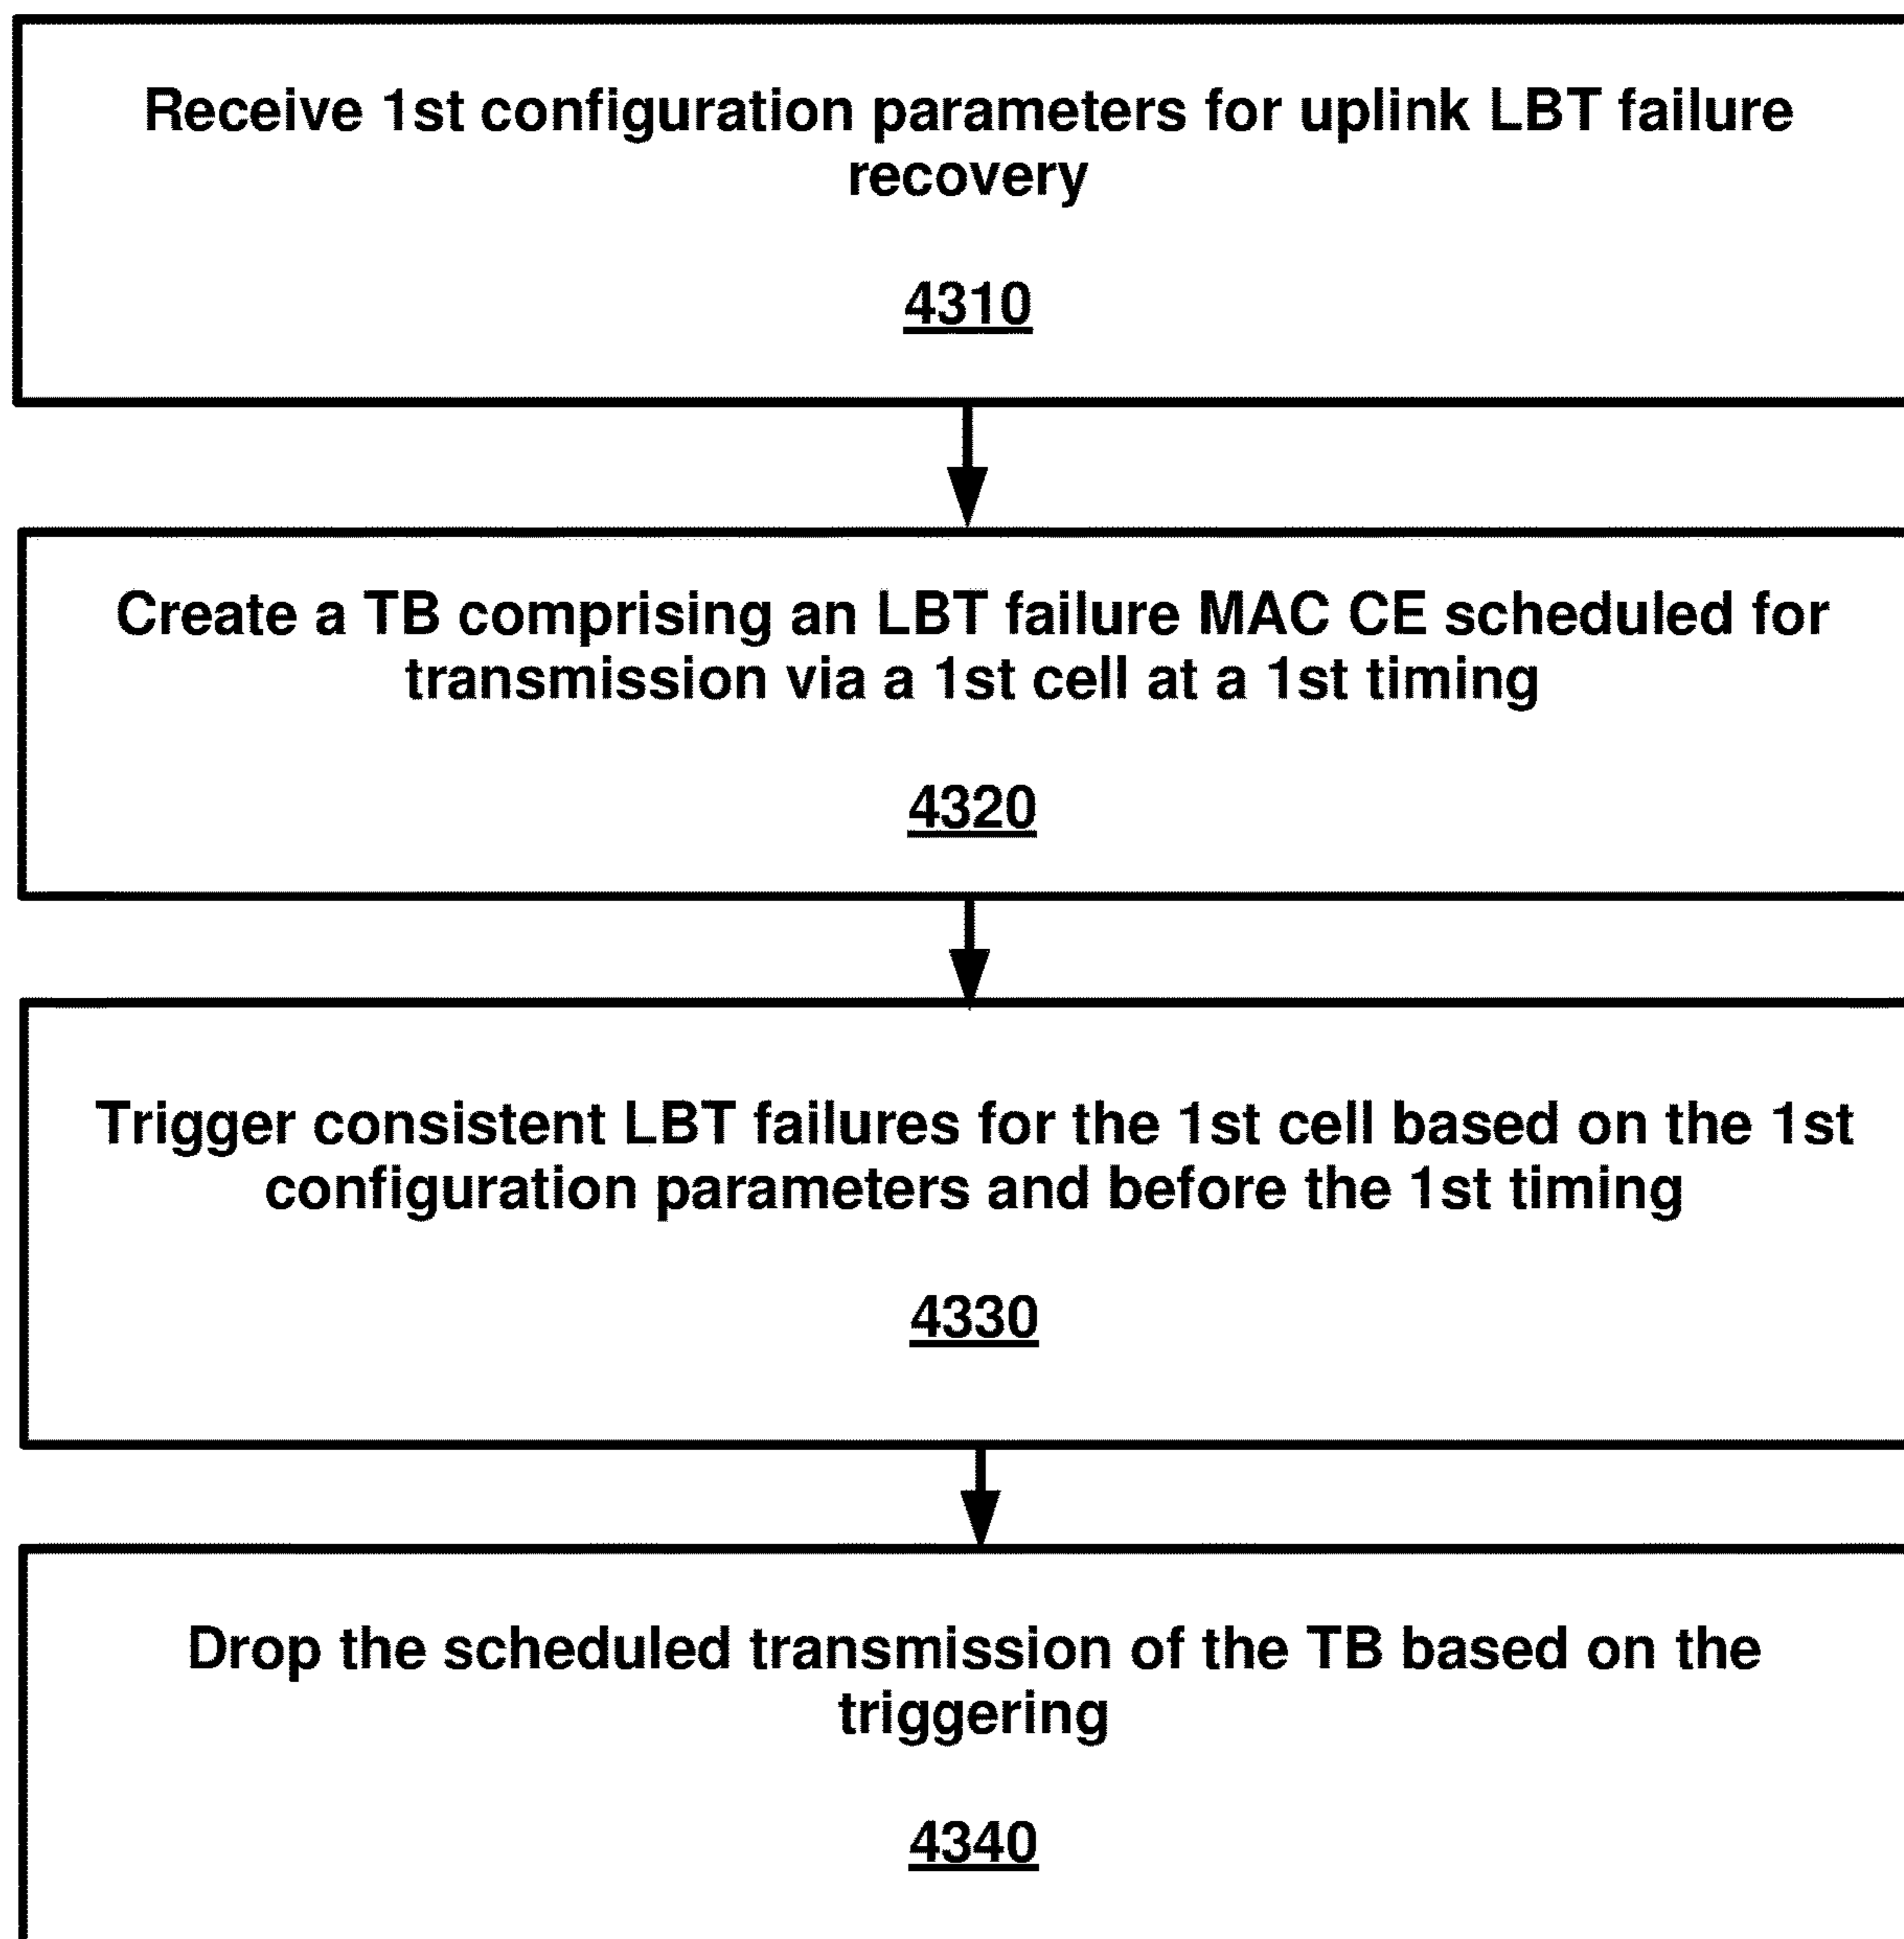 Receive 1st configuration parameters for uplink LBT failure
recovery
4310
Create a TB comprising an LBT failure MAC CE scheduled for
transmission via a 1st cell at a 1st timing
4320
Trigger consistent LBT failures for the 1st cell based on the 1st
configuration parameters and before the 1st timing
4330
Drop the scheduled transmission of the TB based on the
triggering
4340